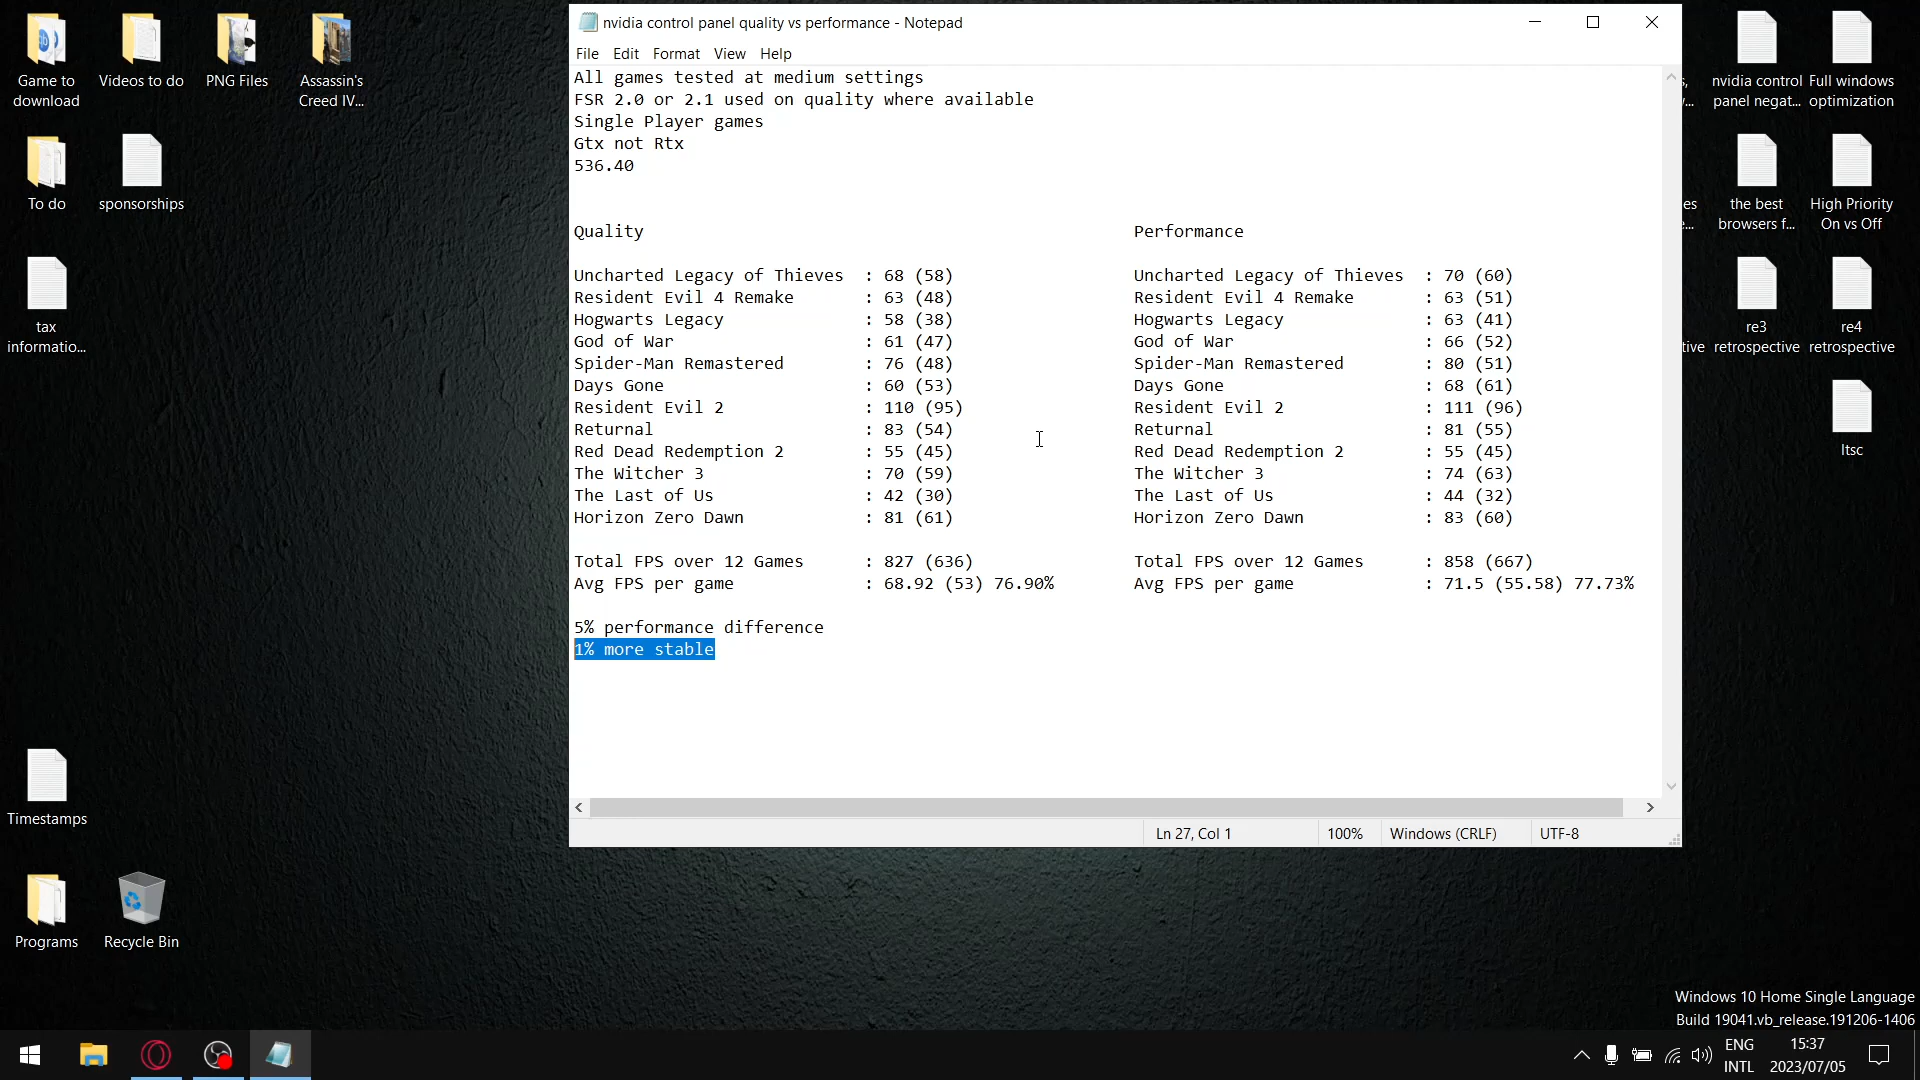 Game to download
Videos to do
PNG Files
Assassin's Creed IV...
To do
sponsorships
tax informatio...
Timestamps
Programs
Recycle Bin
nvidia control panel quality vs performance - Notepad
File Edit Format View Help
All games tested at medium settings
FSR 2.0 or 2.1 used on quality where available
Single Player games
Gtx not Rtx
536.40
Quality Performance
Uncharted Legacy of Thieves : 68 (58) Uncharted Legacy of Thieves : 70 (60)
Resident Evil 4 Remake : 63 (48) Resident Evil 4 Remake : 63 (51)
Hogwarts Legacy : 58 (38) Hogwarts Legacy : 63 (41)
God of War : 61 (47) God of War : 66 (52)
Spider-Man Remastered : 76 (48) Spider-Man Remastered : 80 (51)
Days Gone : 60 (53) Days Gone : 68 (61)
Resident Evil 2 : 110 (95) Resident Evil 2 : 111 (96)
Returnal : 83 (54) Returnal : 81 (55)
Red Dead Redemption 2 : 55 (45) Red Dead Redemption 2 : 55 (45)
The Witcher 3 : 70 (59) The Witcher 3 : 74 (63)
The Last of Us : 42 (30) The Last of Us : 44 (32)
Horizon Zero Dawn : 81 (61) Horizon Zero Dawn : 83 (60)
Total FPS over 12 Games : 827 (636) Total FPS over 12 Games : 858 (667)
Avg FPS per game : 68.92 (53) 76.90% Avg FPS per game : 71.5 (55.58) 77.73%
5% performance difference
1% more stable
Ln 27, Col 1 100% Windows (CRLF) UTF-8
nvidia control panel negat...
Full windows optimization
the best browsers f...
High Priority On vs Off
re3 retrospective
re4 retrospective
ltsc
Windows 10 Home Single Language
Build 19041.vb_release.191206-1406
ENG INTL
15:37
2023/07/05